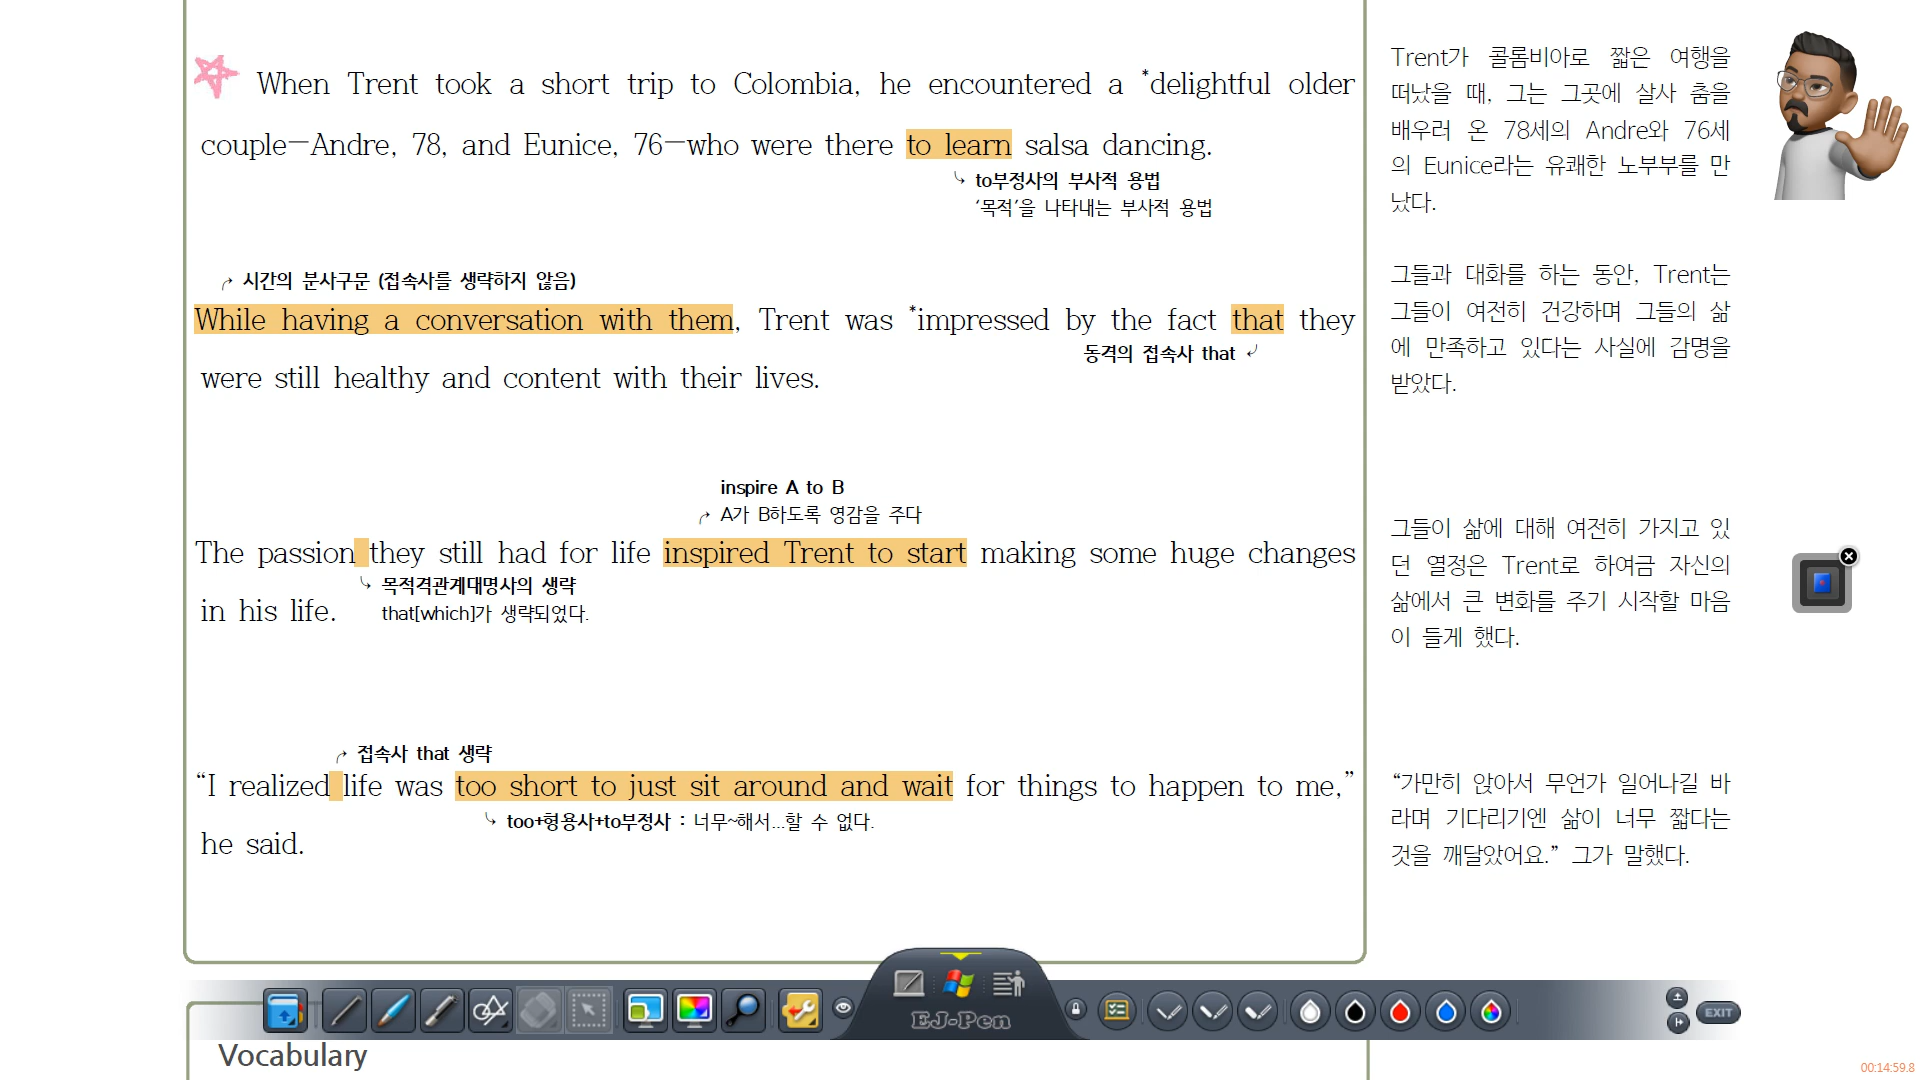 When Trent took a short trip to Colombia, he encountered a *delightful older
couple—Andre, 78, and Eunice, 76—who were there to learn salsa dancing.
to부정사의 부사적 용법
‘목적’을 나타내는 부사적 용법
시간의 분사구문 (접속사를 생략하지 않음)
While having a conversation with them, Trent was *impressed by the fact that they
동격의 접속사 that
were still healthy and content with their lives.
inspire A to B
A가 B하도록 영감을 주다
The passion they still had for life inspired Trent to start making some huge changes
목적격관계대명사의 생략
in his life.
that[which]가 생략되었다.
접속사 that 생략
“I realized life was too short to just sit around and wait for things to happen to me,”
too+형용사+to부정사 : 너무~해서...할 수 없다.
he said.
Trent가 콜롬비아로 짧은 여행을
떠났을 때, 그는 그곳에 살사 춤을
배우러 온 78세의 Andre와 76세
의 Eunice라는 유쾌한 노부부를 만
났다.
그들과 대화를 하는 동안, Trent는
그들이 여전히 건강하며 그들의 삶
에 만족하고 있다는 사실에 감명을
받았다.
그들이 삶에 대해 여전히 가지고 있
던 열정은 Trent로 하여금 자신의
삶에서 큰 변화를 주기 시작할 마음
이 들게 했다.
“가만히 앉아서 무언가 일어나길 바
라며 기다리기엔 삶이 너무 짧다는
것을 깨달았어요.” 그가 말했다.
EJ-Pen
EXIT
Vocabulary
00:14:59.8